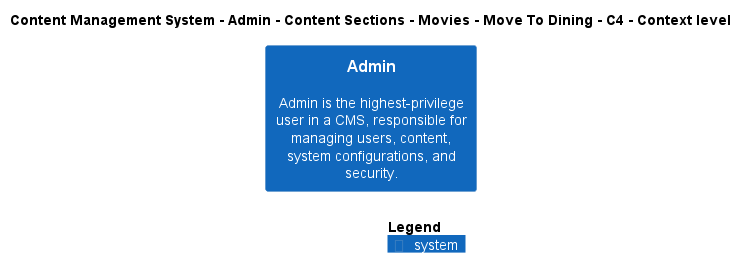 Content Management System - Admin - Content Sections - Movies - Move To Dining - C4 - Context level
Admin
Admin is the highest-privilege
user in a CMS, responsible for
managing users, content,
system configurations, and
security.
Legend
system